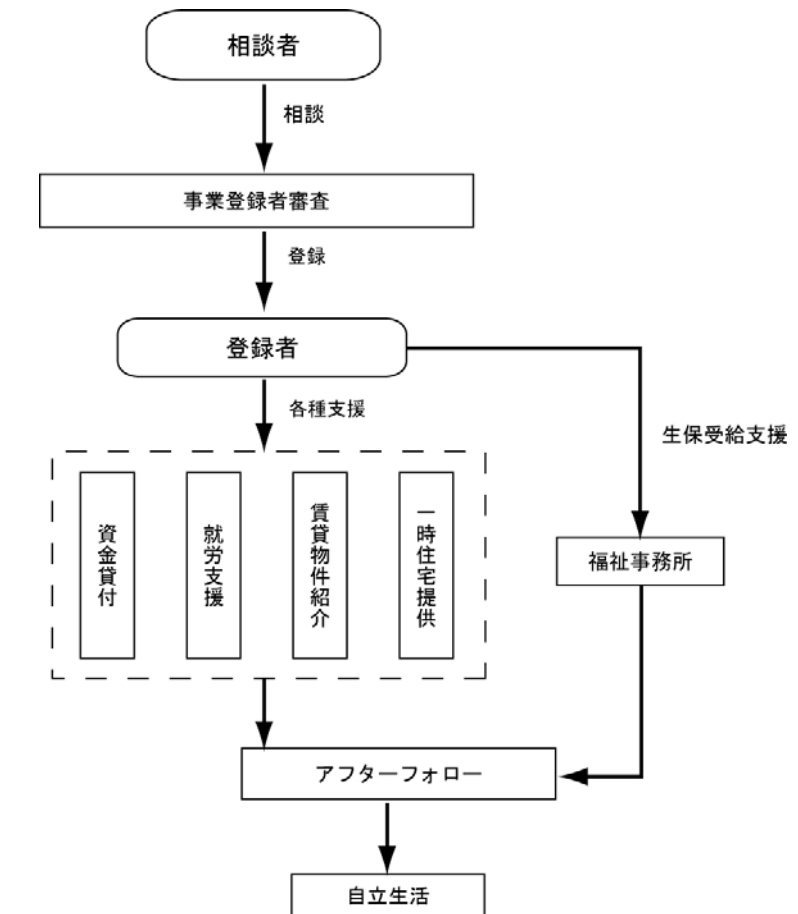 相談者
相談
事業登録者審査
登録
登録者
各種支援
生保受給支援
資金貸付
就労支援
賃貸物件紹介
一時住宅提供
福祉事務所
アフターフォロー
自立生活